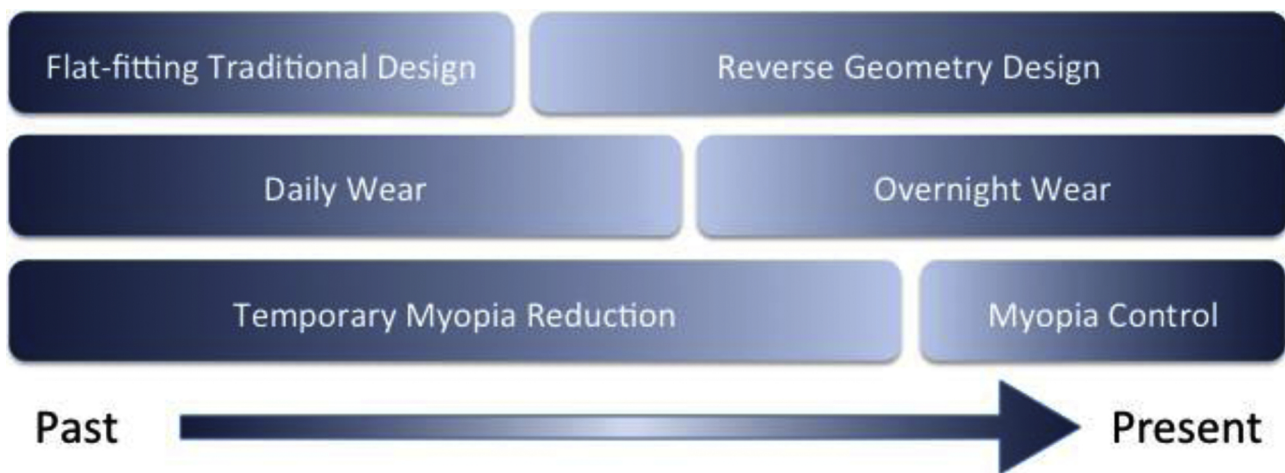 Flat-fitting Traditional Design
Reverse Geometry Design
Daily Wear
Overnight Wear
Temporary Myopia Reduction
Myopia Control
Past
Present